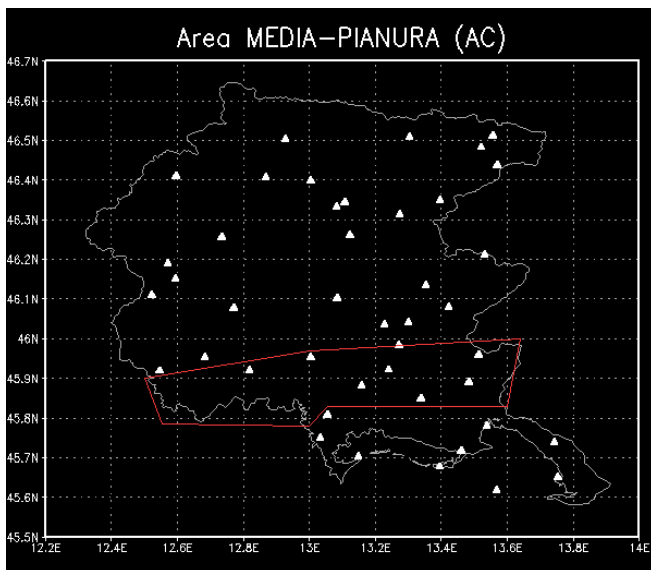 Area MEDIA-PIANURA (AC)
46.7N
46.6N
46.5N
46.4N
46.3N
46.2N
46.1N
46N
45.9N
45.8N
45.7N
45.6N
45.5N
12.2E 12.4E 12.6E 12.8E 13E 13.2E 13.4E 13.6E 13.8E 14E